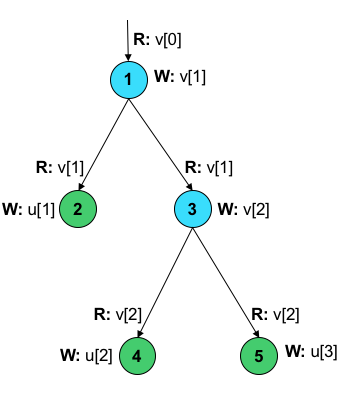 R: v[0]
1 W: v[1]
R: v[1] R: v[1]
W: u[1] 2 3 W: v[2]
R: v[2] R: v[2]
W: u[2] 4 5 W: u[3]